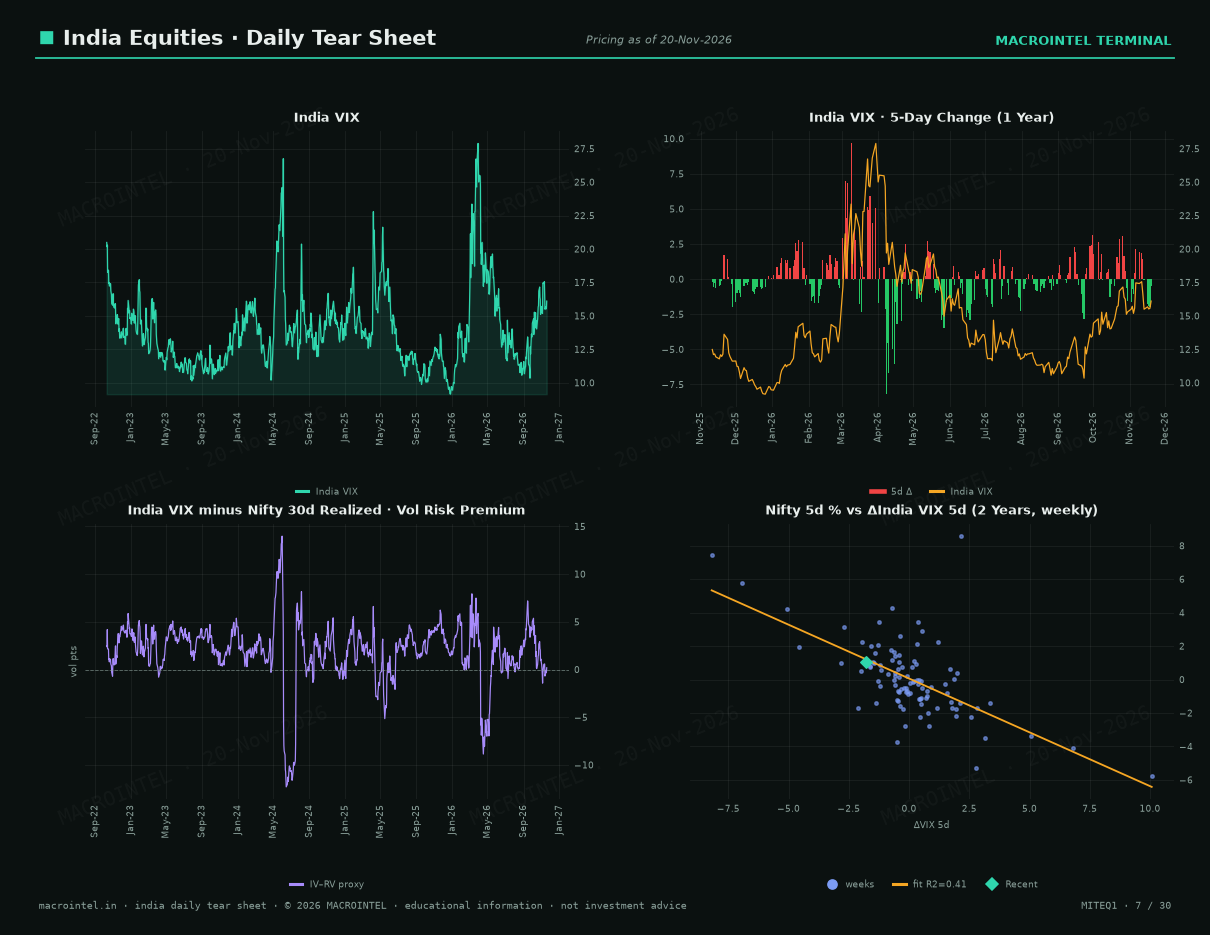 India Equities · Daily Tear Sheet
Pricing as of 20-Nov-2026
MACROINTEL TERMINAL
India VIX
27.5
25.0
22.5
20.0
17.5
15.0
12.5
10.0
Sep-22
Jan-23
May-23
Sep-23
Jan-24
May-24
Sep-24
Jan-25
May-25
Sep-25
Jan-26
May-26
Sep-26
Jan-27
India VIX
India VIX · 5-Day Change (1 Year)
10.0
7.5
5.0
2.5
0.0
−2.5
−5.0
−7.5
27.5
25.0
22.5
20.0
17.5
15.0
12.5
10.0
Nov-25
Dec-25
Jan-26
Feb-26
Mar-26
Apr-26
May-26
Jun-26
Jul-26
Aug-26
Sep-26
Oct-26
Nov-26
Dec-26
5d Δ
India VIX
India VIX minus Nifty 30d Realized · Vol Risk Premium
vol pts
15
10
5
0
−5
−10
Sep-22
Jan-23
May-23
Sep-23
Jan-24
May-24
Sep-24
Jan-25
May-25
Sep-25
Jan-26
May-26
Sep-26
Jan-27
IV–RV proxy
Nifty 5d % vs ΔIndia VIX 5d (2 Years, weekly)
8
6
4
2
0
−2
−4
−6
−7.5
−5.0
−2.5
0.0
2.5
5.0
7.5
10.0
ΔVIX 5d
weeks
fit R2=0.41
Recent
MACROINTEL · 20-Nov-2026
macrointel.in · india daily tear sheet · © 2026 MACROINTEL · educational information · not investment advice
MITEQ1 · 7 / 30